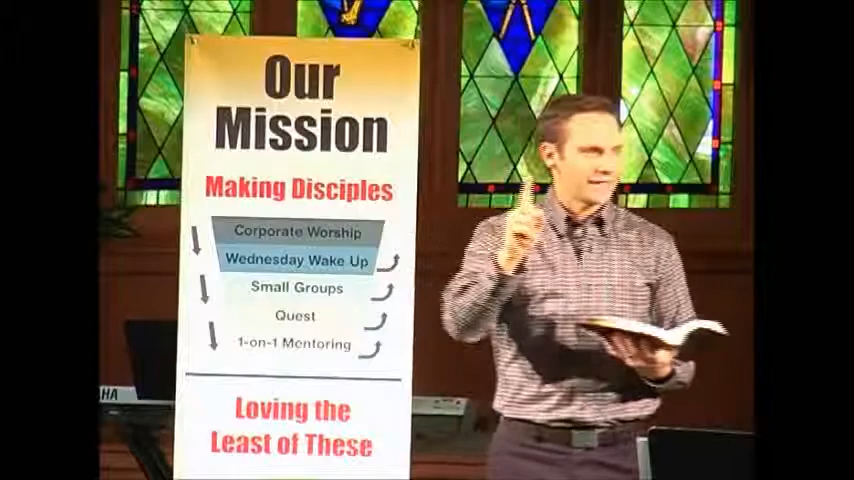 Our
Mission
Making Disciples
Corporate Worship
Wednesday Wake Up
Small Groups
Quest
1-on-1 Mentoring
Loving the
Least of These
AHA